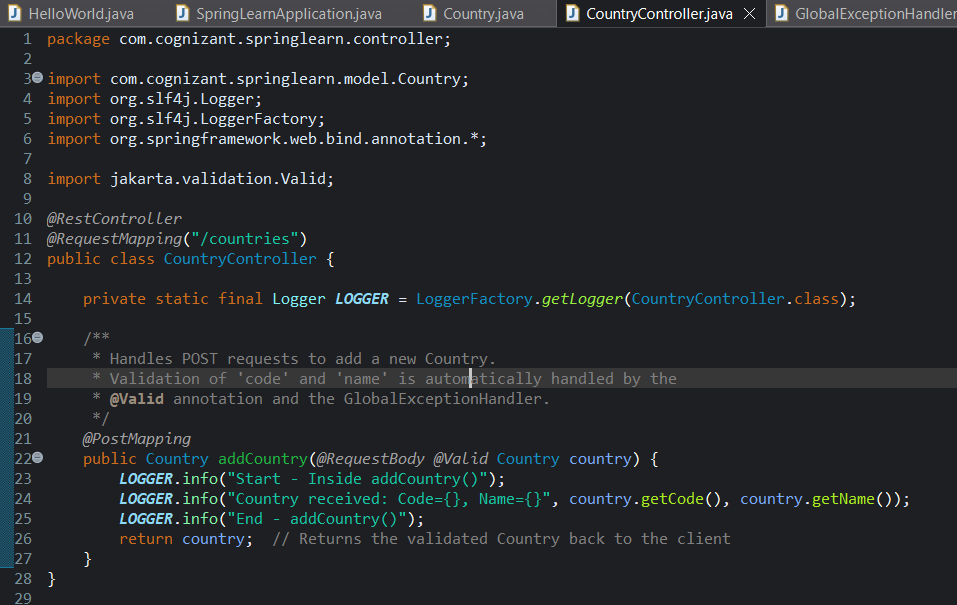 HelloWorld.java SpringLearnApplication.java Country.java CountryController.java GlobalExceptionHandler
1 package com.cognizant.springlearn.controller;
2
3 import com.cognizant.springlearn.model.Country;
4 import org.slf4j.Logger;
5 import org.slf4j.LoggerFactory;
6 import org.springframework.web.bind.annotation.*;
7
8 import jakarta.validation.Valid;
9
10 @RestController
11 @RequestMapping("/countries")
12 public class CountryController {
13
14 private static final Logger LOGGER = LoggerFactory.getLogger(CountryController.class);
15
16 /**
17 * Handles POST requests to add a new Country.
18 * Validation of 'code' and 'name' is automatically handled by the
19 * @Valid annotation and the GlobalExceptionHandler.
20 */
21 @PostMapping
22 public Country addCountry(@RequestBody @Valid Country country) {
23 LOGGER.info("Start - Inside addCountry()");
24 LOGGER.info("Country received: Code={}, Name={}", country.getCode(), country.getName());
25 LOGGER.info("End - addCountry()");
26 return country; // Returns the validated Country back to the client
27 }
28 }
29